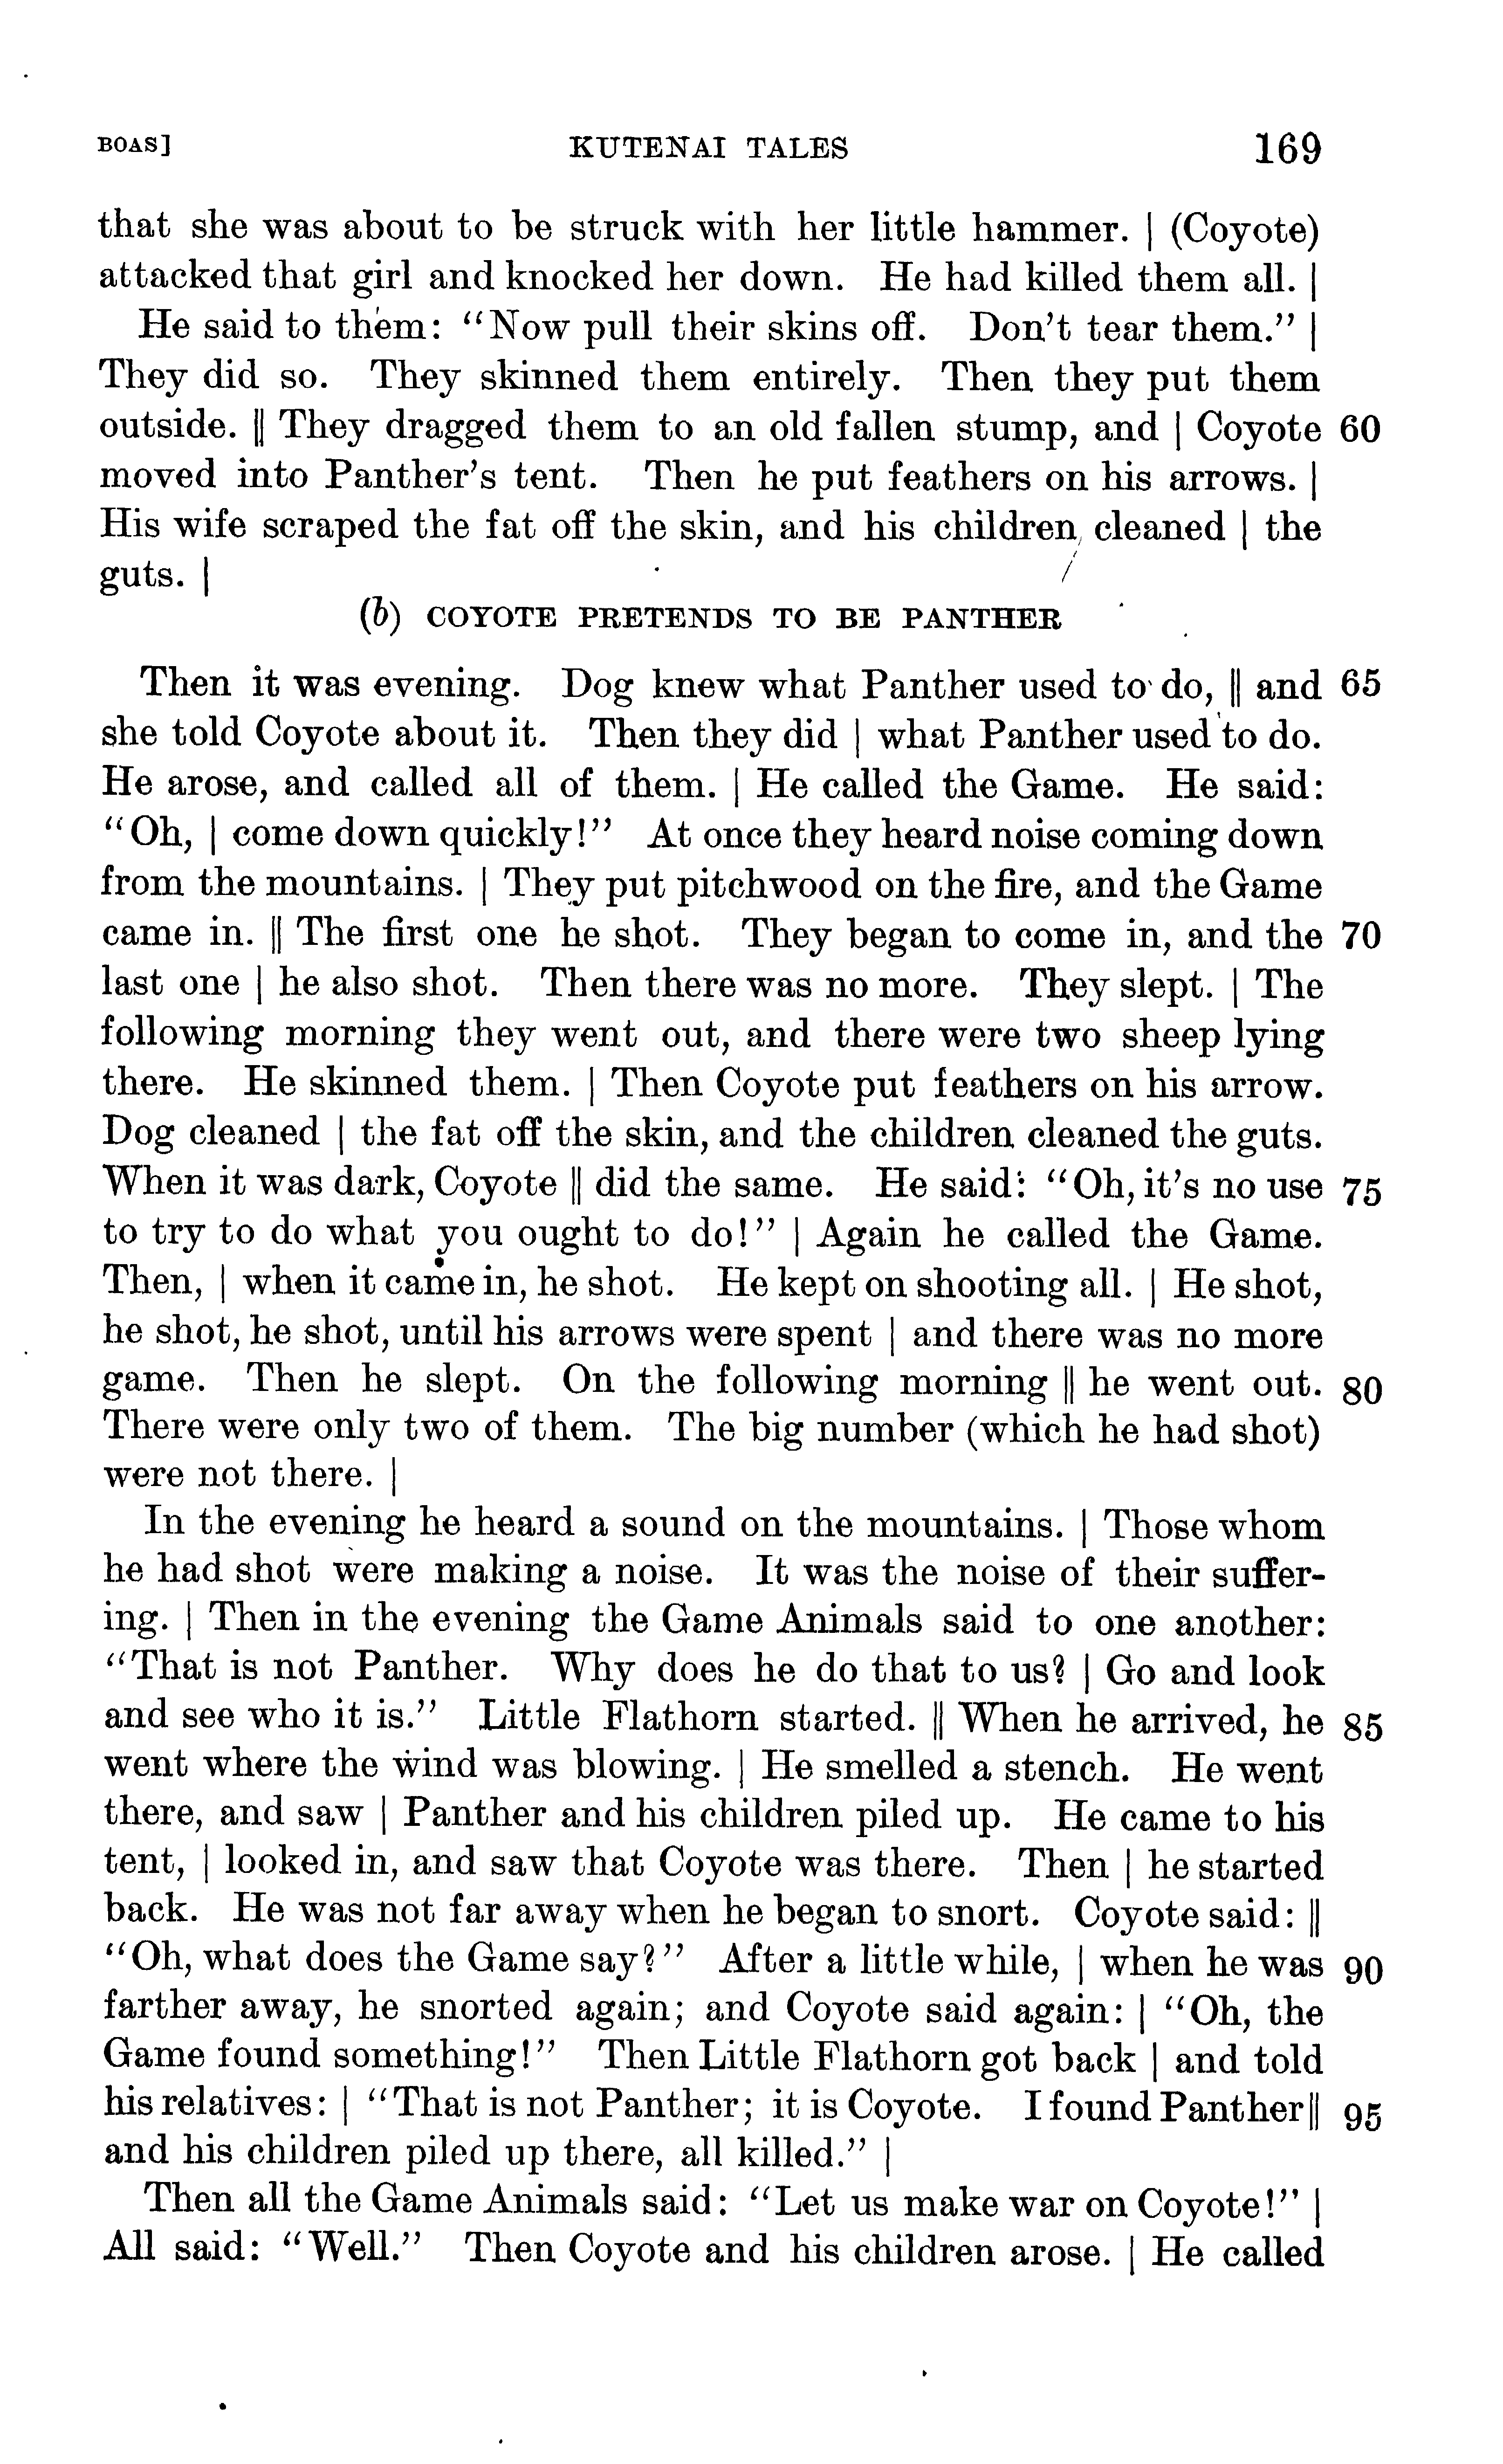 BOAS] KUTENAI TALES 169
that she was about to be struck with her little hammer. | (Coyote)
attacked that girl and knocked her down. He had killed them all. |
He said to them: “Now pull their skins off. Don’t tear them.” |
They did so. They skinned them entirely. Then they put them
outside. || They dragged them to an old fallen stump, and | Coyote 60
moved into Panther’s tent. Then he put feathers on his arrows. |
His wife scraped the fat off the skin, and his children cleaned | the
guts. |
(b) COYOTE PRETENDS TO BE PANTHER
Then it was evening. Dog knew what Panther used to do, || and 65
she told Coyote about it. Then they did | what Panther used to do.
He arose, and called all of them. | He called the Game. He said:
“Oh, | come down quickly!” At once they heard noise coming down
from the mountains. | They put pitchwood on the fire, and the Game
came in. || The first one he shot. They began to come in, and the 70
last one | he also shot. Then there was no more. They slept. | The
following morning they went out, and there were two sheep lying
there. He skinned them. | Then Coyote put feathers on his arrow.
Dog cleaned | the fat off the skin, and the children cleaned the guts.
When it was dark, Coyote || did the same. He said: “Oh, it’s no use 75
to try to do what you ought to do!” | Again he called the Game.
Then, | when it came in, he shot. He kept on shooting all. | He shot,
he shot, he shot, until his arrows were spent | and there was no more
game. Then he slept. On the following morning || he went out. 80
There were only two of them. The big number (which he had shot)
were not there. |
In the evening he heard a sound on the mountains. | Those whom
he had shot were making a noise. It was the noise of their suffer-
ing. | Then in the evening the Game Animals said to one another:
“That is not Panther. Why does he do that to us? | Go and look
and see who it is.” Little Flathorn started. || When he arrived, he 85
went where the wind was blowing. | He smelled a stench. He went
there, and saw | Panther and his children piled up. He came to his
tent, | looked in, and saw that Coyote was there. Then | he started
back. He was not far away when he began to snort. Coyote said: ||
“Oh, what does the Game say?” After a little while, | when he was 90
farther away, he snorted again; and Coyote said again: | “Oh, the
Game found something!” Then Little Flathorn got back | and told
his relatives: | “That is not Panther; it is Coyote. I found Panther || 95
and his children piled up there, all killed.” |
Then all the Game Animals said: “Let us make war on Coyote!” |
All said: “Well.” Then Coyote and his children arose. | He called